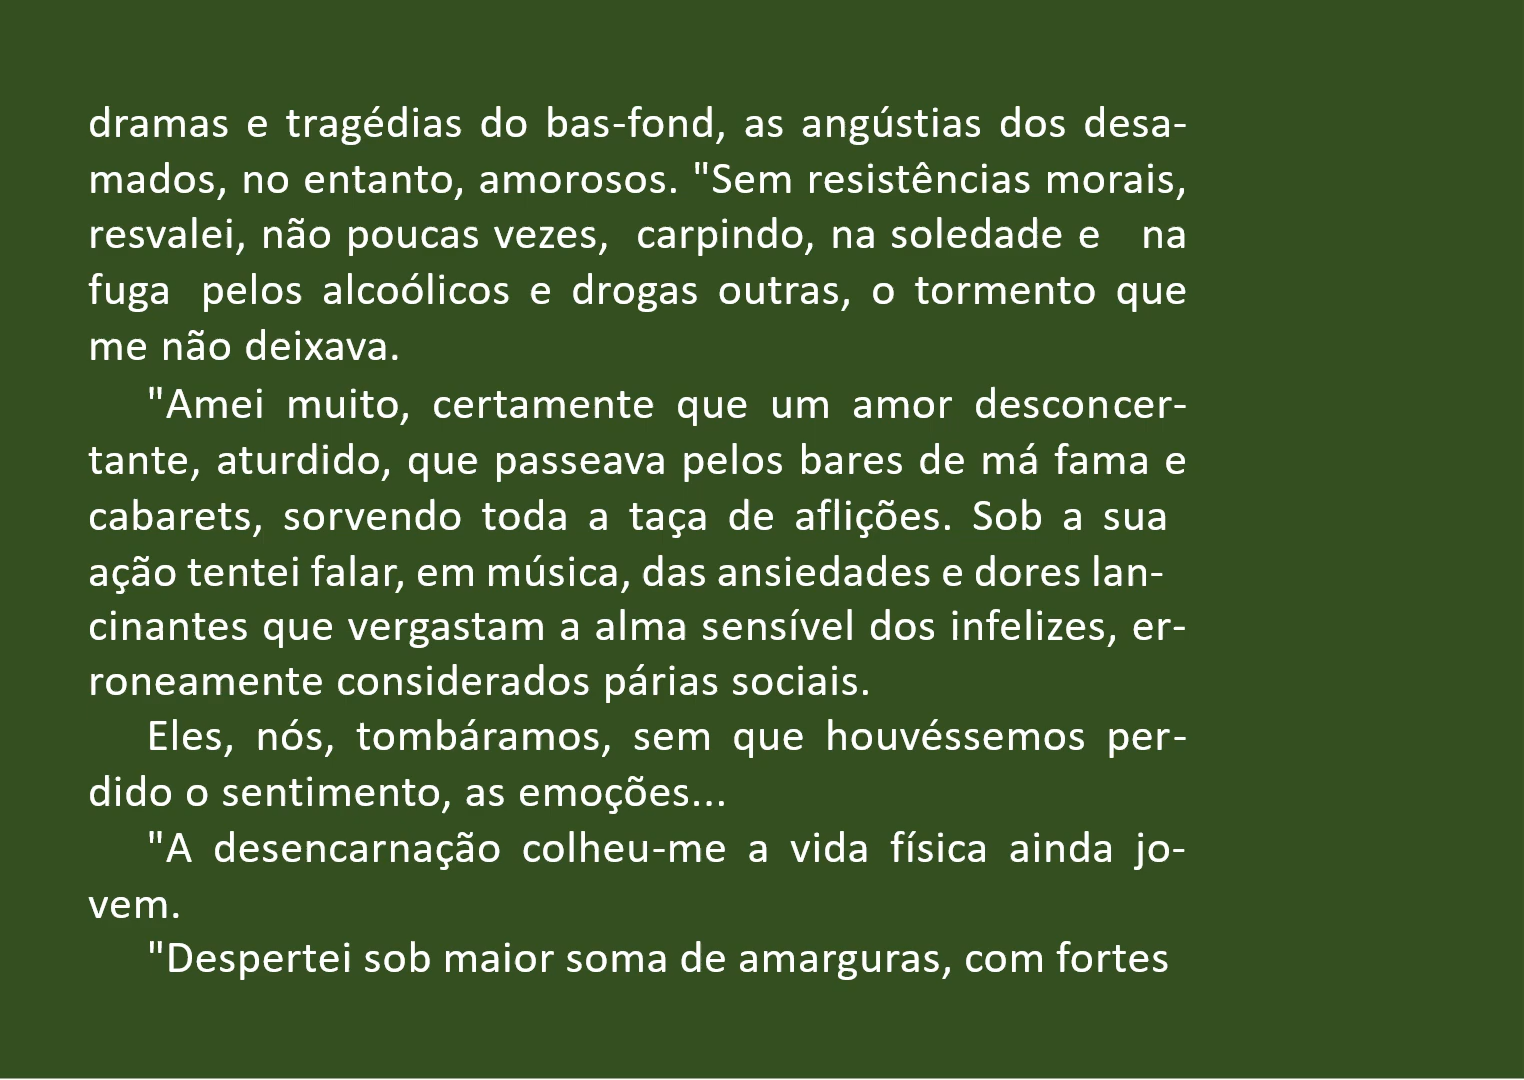 dramas e tragédias do bas-fond, as angústias dos desa-
mados, no entanto, amorosos. "Sem resistências morais,
resvalei, não poucas vezes, carpindo, na soledade e na
fuga pelos alcoólicos e drogas outras, o tormento que
me não deixava.
"Amei muito, certamente que um amor desconcer-
tante, aturdido, que passeava pelos bares de má fama e
cabarets, sorvendo toda a taça de aflições. Sob a sua
ação tentei falar, em música, das ansiedades e dores lan-
cinantes que vergastam a alma sensível dos infelizes, er-
roneamente considerados párias sociais.
Eles, nós, tombáramos, sem que houvéssemos per-
dido o sentimento, as emoções...
"A desencarnação colheu-me a vida física ainda jo-
vem.
"Despertei sob maior soma de amarguras, com fortes